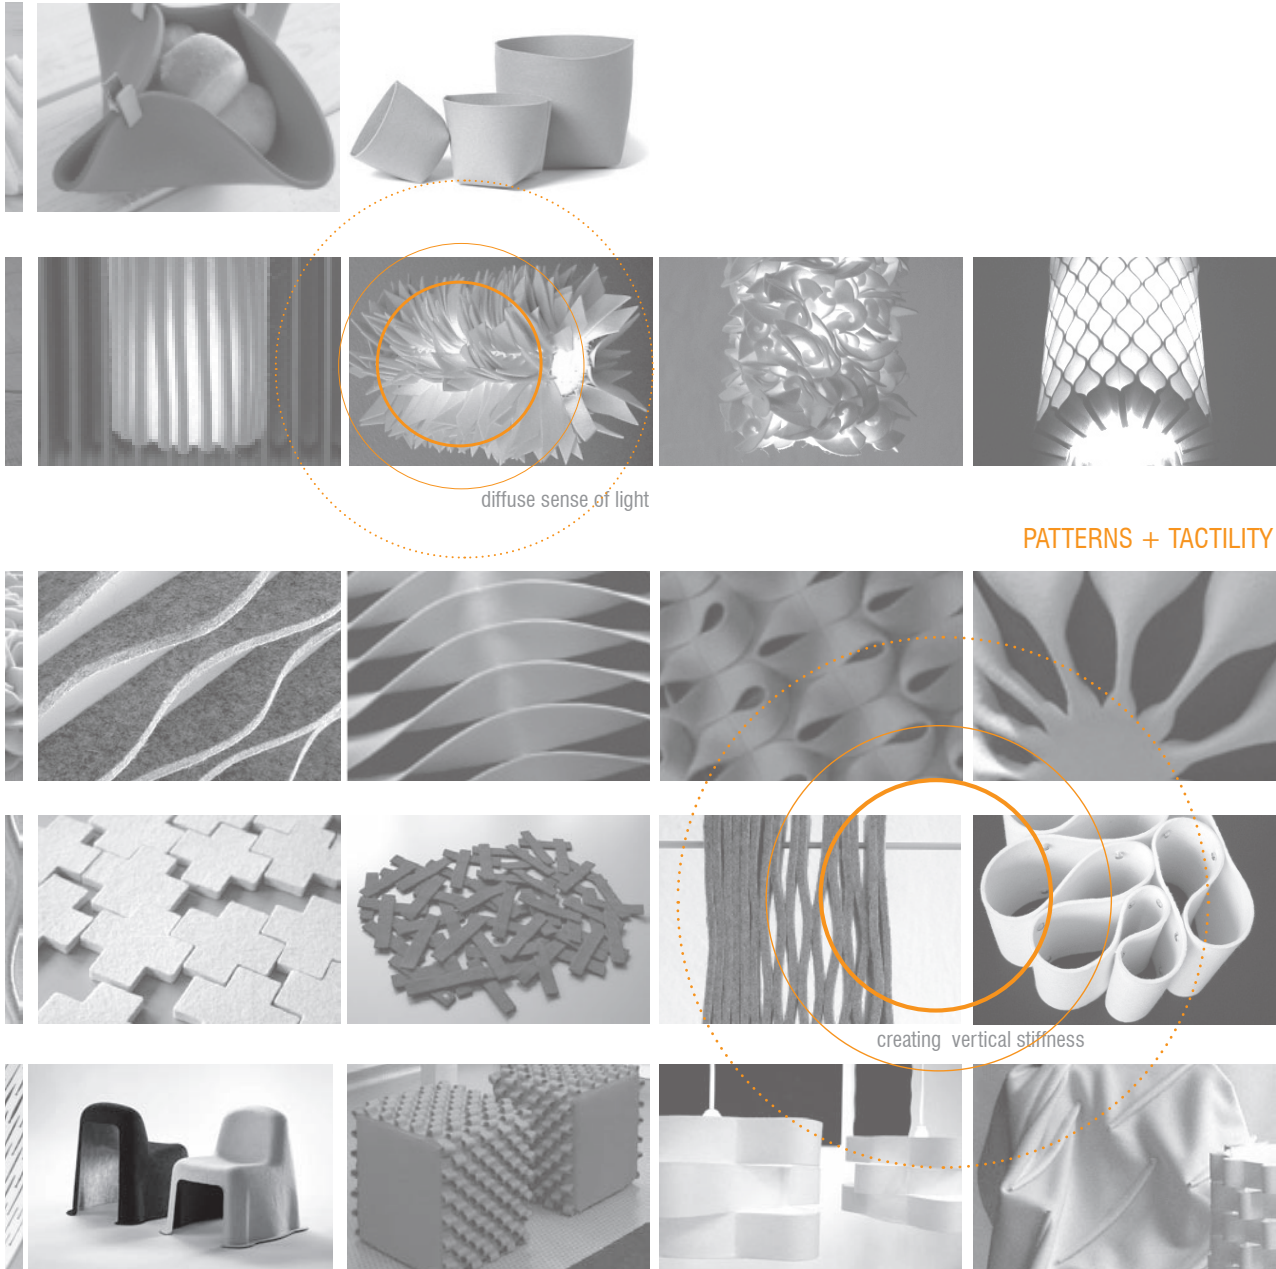 diffuse sense of light
PATTERNS + TACTILITY
creating vertical stiffness